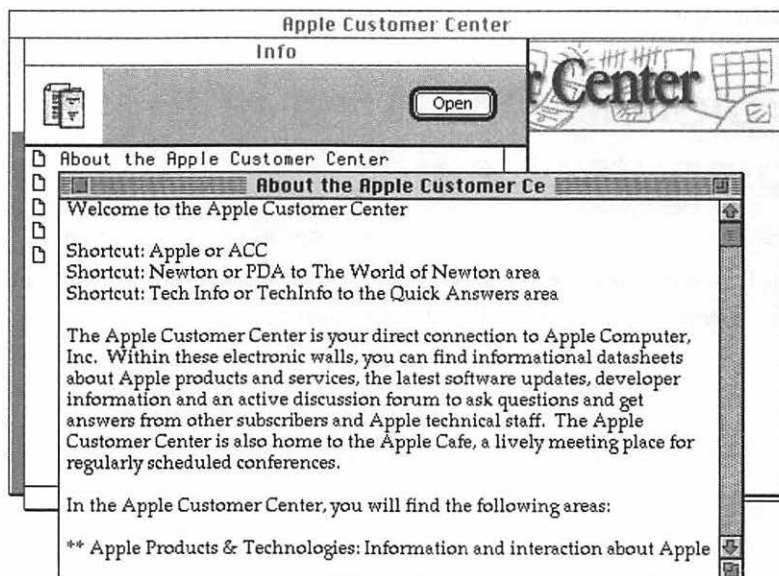 Apple Customer Center
Info
Center
Open
About the Apple Customer Center
About the Apple Customer Ce
Welcome to the Apple Customer Center
Shortcut: Apple or ACC
Shortcut: Newton or PDA to The World of Newton area
Shortcut: Tech Info or TechInfo to the Quick Answers area
The Apple Customer Center is your direct connection to Apple Computer,
Inc. Within these electronic walls, you can find informational datasheets
about Apple products and services, the latest software updates, developer
information and an active discussion forum to ask questions and get
answers from other subscribers and Apple technical staff. The Apple
Customer Center is also home to the Apple Cafe, a lively meeting place for
regularly scheduled conferences.
In the Apple Customer Center, you will find the following areas:
** Apple Products & Technologies: Information and interaction about Apple